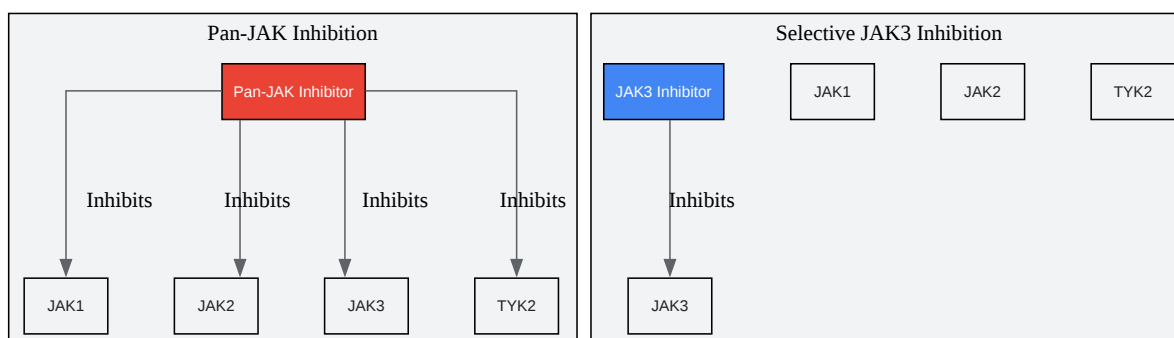 Pan-JAK Inhibition
Pan-JAK Inhibitor
Inhibits
Inhibits
Inhibits
Inhibits
JAK1
JAK2
JAK3
TYK2
Selective JAK3 Inhibition
JAK3 Inhibitor
JAK1
JAK2
TYK2
Inhibits
JAK3